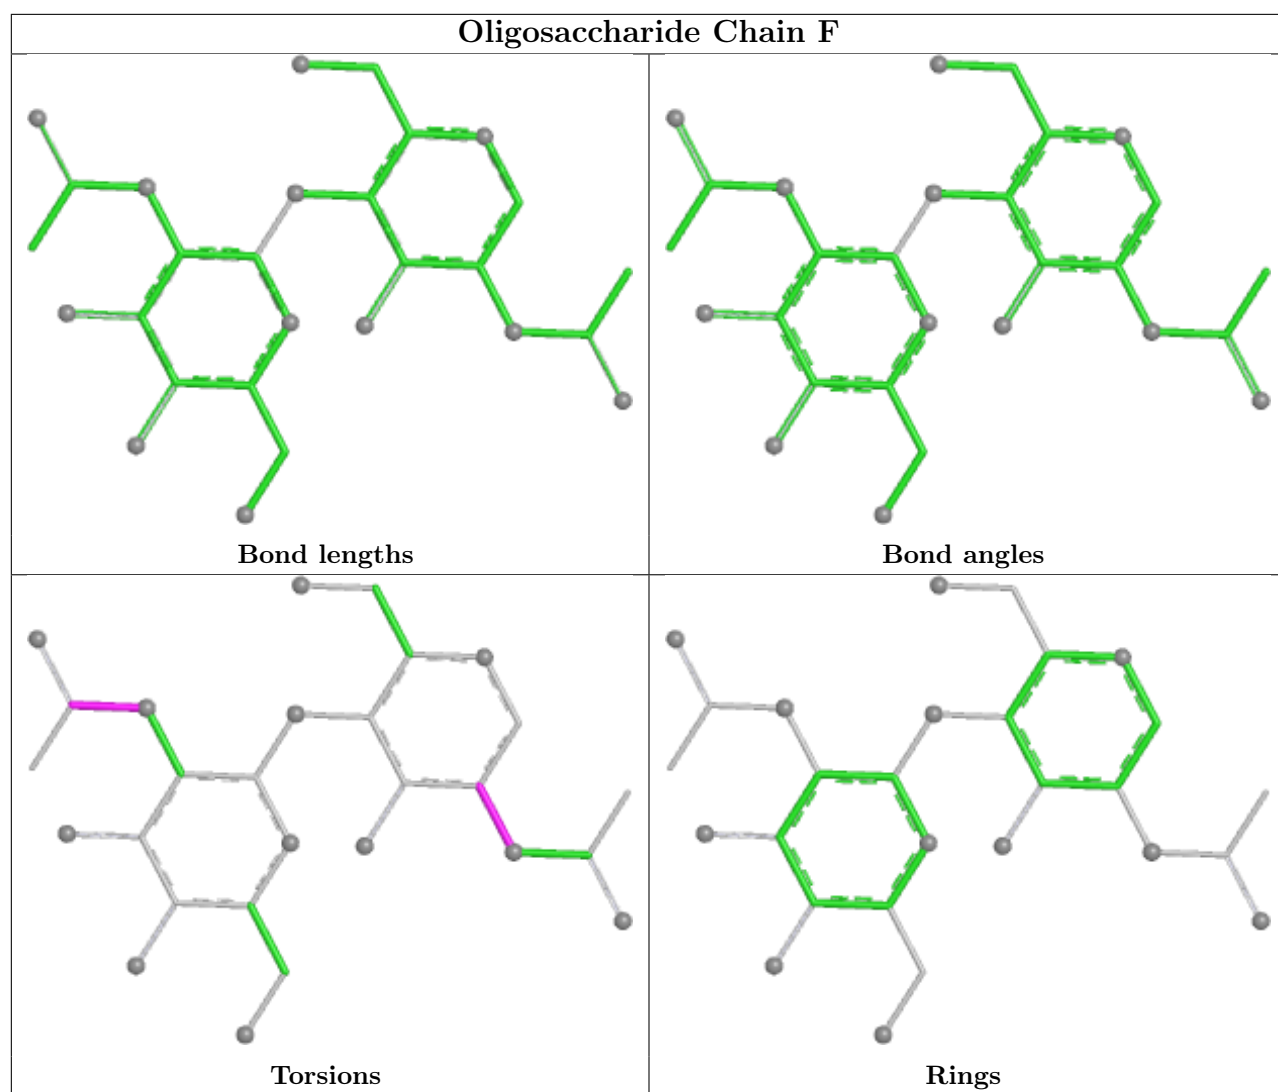 Oligosaccharide Chain F
Bond lengths
Bond angles
Torsions
Rings